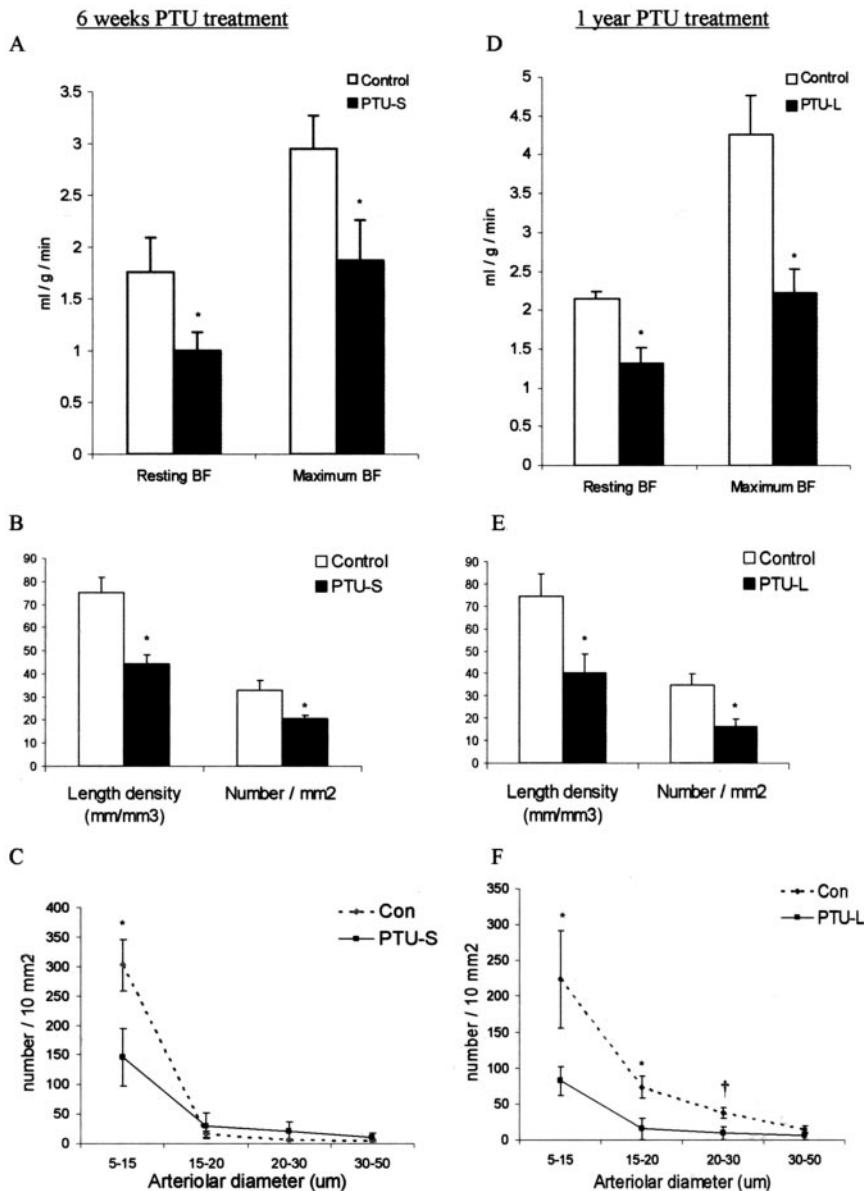 6 weeks PTU treatment
1 year PTU treatment
A
Control
PTU-S
3.5
3
2.5
2
1.5
1
0.5
0
ml / g / min
*
*
Resting BF
Maximum BF
D
Control
PTU-L
5
4.5
4
3.5
3
2.5
2
1.5
1
0.5
0
ml / g / min
*
*
Resting BF
Maximum BF
B
Control
PTU-S
90
80
70
60
50
40
30
20
10
0
*
*
Length density
(mm/mm3)
Number / mm2
E
Control
PTU-L
90
80
70
60
50
40
30
20
10
0
*
*
Length density
(mm/mm3)
Number / mm2
C
Con
PTU-S
400
350
300
250
200
150
100
50
0
number / 10 mm2
*
5-15
15-20
20-30
30-50
Arteriolar diameter (um)
F
Con
PTU-L
350
300
250
200
150
100
50
0
number / 10 mm2
*
*
†
5-15
15-20
20-30
30-50
Arteriolar diameter (um)